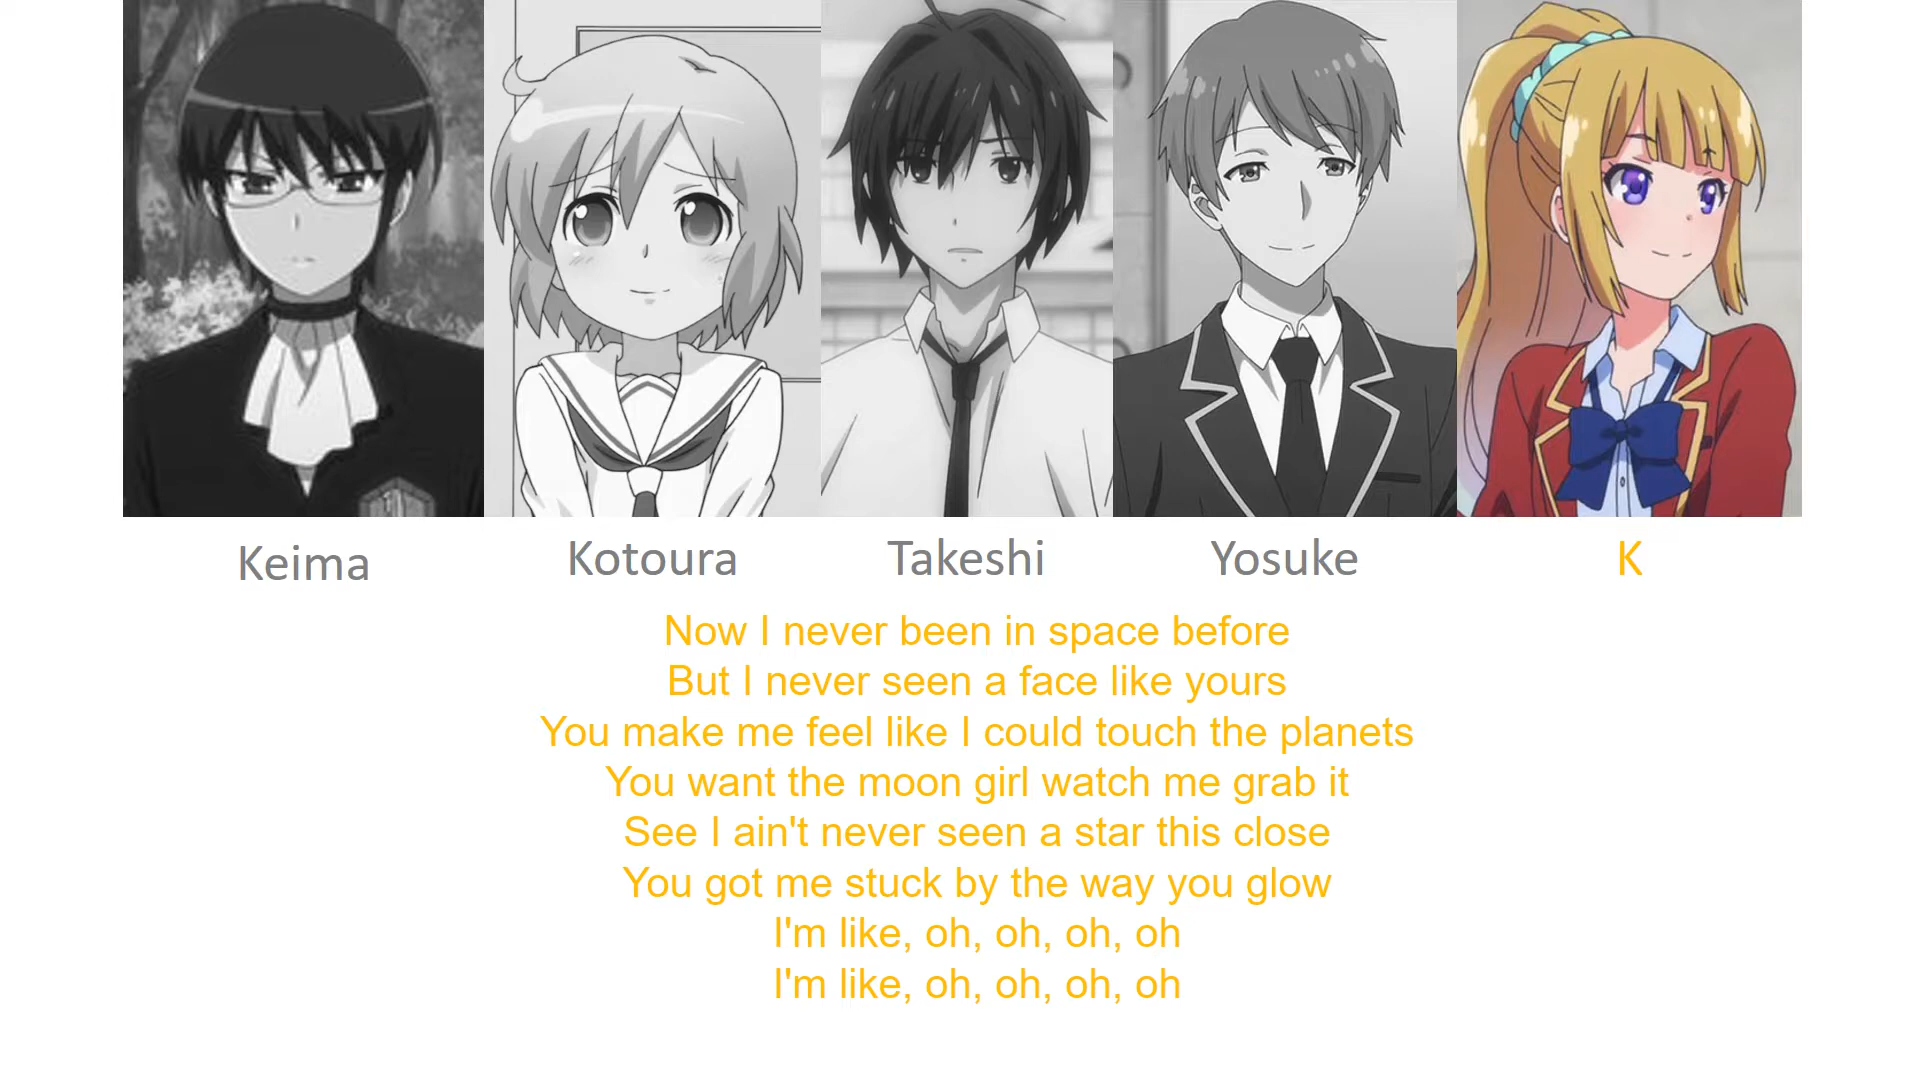 Keima
Kotoura
Takeshi
Yosuke
K
Now I never been in space before
But I never seen a face like yours
You make me feel like I could touch the planets
You want the moon girl watch me grab it
See I ain't never seen a star this close
You got me stuck by the way you glow
I'm like, oh, oh, oh, oh
I'm like, oh, oh, oh, oh